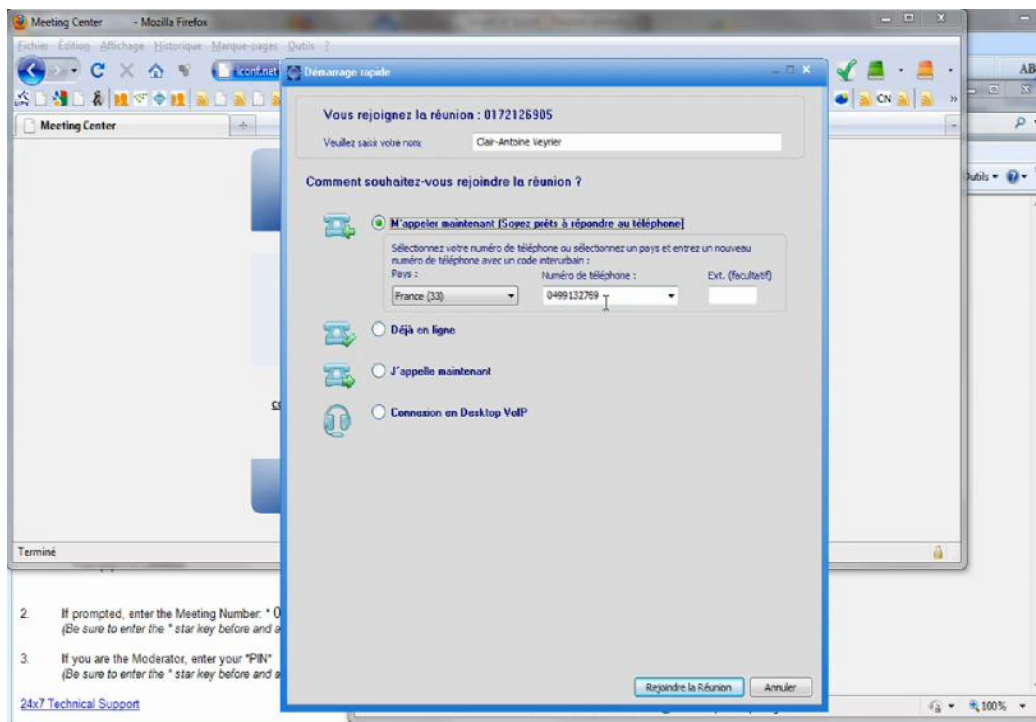 Meeting Center - Mozilla Firefox
Fichier Édition Affichage Historique Marque-pages Outils ?
iconf.net
Démarrage rapide
AB
CN
»
Meeting Center
Vous rejoignez la réunion : 0172126905
Veuillez saisir votre nom:
Clair-Antoine Veyrier
Comment souhaitez-vous rejoindre la réunion ?
Outils
M'appeler maintenant (Soyez prêts à répondre au téléphone)
Sélectionnez votre numéro de téléphone ou sélectionnez un pays et entrez un nouveau
numéro de téléphone avec un code interurbain :
Pays : Numéro de téléphone : Ext. (facultatif)
France (33) 0499132769
Déjà en ligne
J'appelle maintenant
Connexion en Desktop VoIP
Terminé
2. If prompted, enter the Meeting Number: * 0
(Be sure to enter the * star key before and a
3. If you are the Moderator, enter your *PIN*
(Be sure to enter the * star key before and a
24x7 Technical Support
Rejoindre la Réunion Annuler
100%